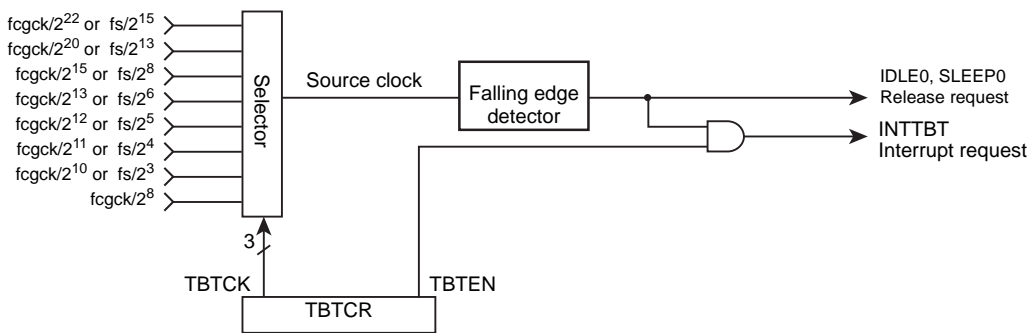 fcgck/2²² or fs/2¹⁵
fcgck/2²⁰ or fs/2¹³
fcgck/2¹⁵ or fs/2⁸
fcgck/2¹³ or fs/2⁶
fcgck/2¹² or fs/2⁵
fcgck/2¹¹ or fs/2⁴
fcgck/2¹⁰ or fs/2³
fcgck/2⁸
Selector
Source clock
Falling edge
detector
IDLE0, SLEEP0
Release request
INTTBT
Interrupt request
3
TBTCK
TBTEN
TBTCR